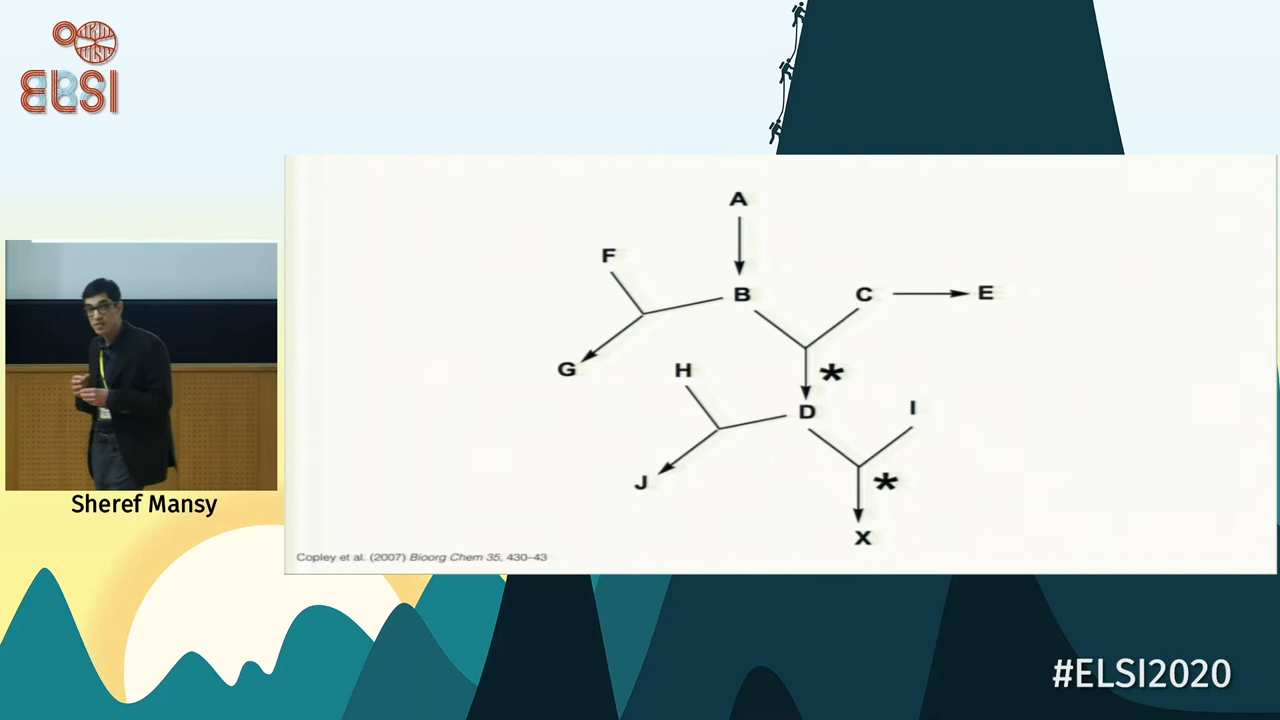 ELSI
A
F
B
C
E
G
H
*
D
I
J
*
X
Copley et al. (2007) Bioorg Chem 35, 430–43
Sheref Mansy
#ELSI2020